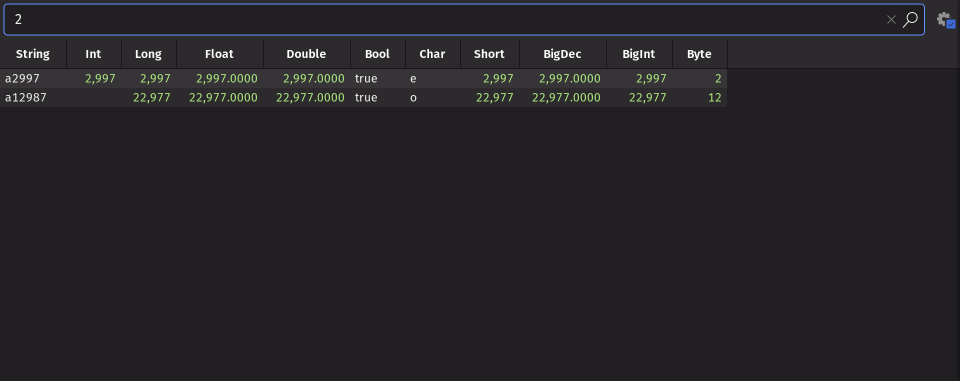 2
String Int Long Float Double Bool Char Short BigDec BigInt Byte
a2997 2,997 2,997 2,997.0000 2,997.0000 true e 2,997 2,997.0000 2,997 2
a12987 22,977 22,977.0000 22,977.0000 true o 22,977 22,977.0000 22,977 12